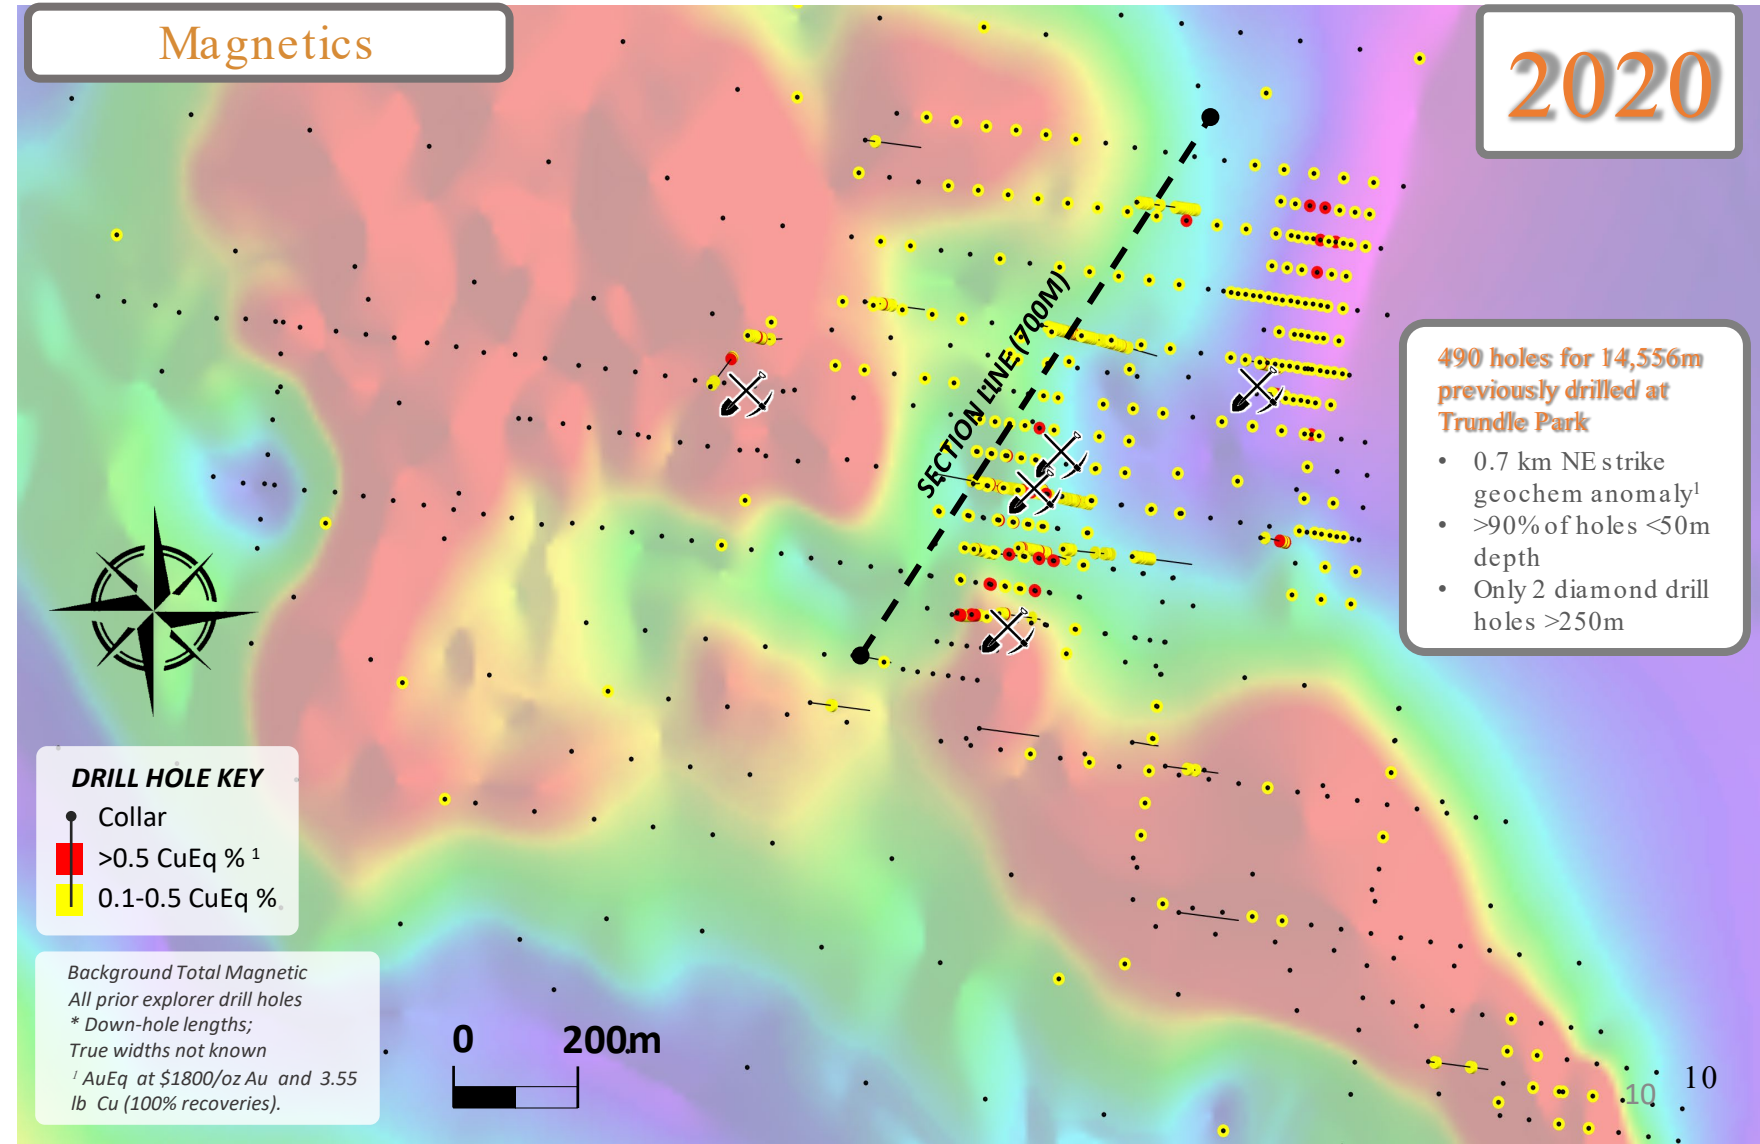 Magnetics
2020
SECTION LINE (700M)
490 holes for 14,556m
previously drilled at
Trundle Park
• 0.7 km NE strike
geochem anomaly¹
• >90% of holes <50m
depth
• Only 2 diamond drill
holes >250m
DRILL HOLE KEY
Collar
>0.5 CuEq % ¹
0.1-0.5 CuEq %
Background Total Magnetic
All prior explorer drill holes
* Down-hole lengths;
True widths not known
¹ AuEq at $1800/oz Au and 3.55
lb Cu (100% recoveries).
0 200m
10
10